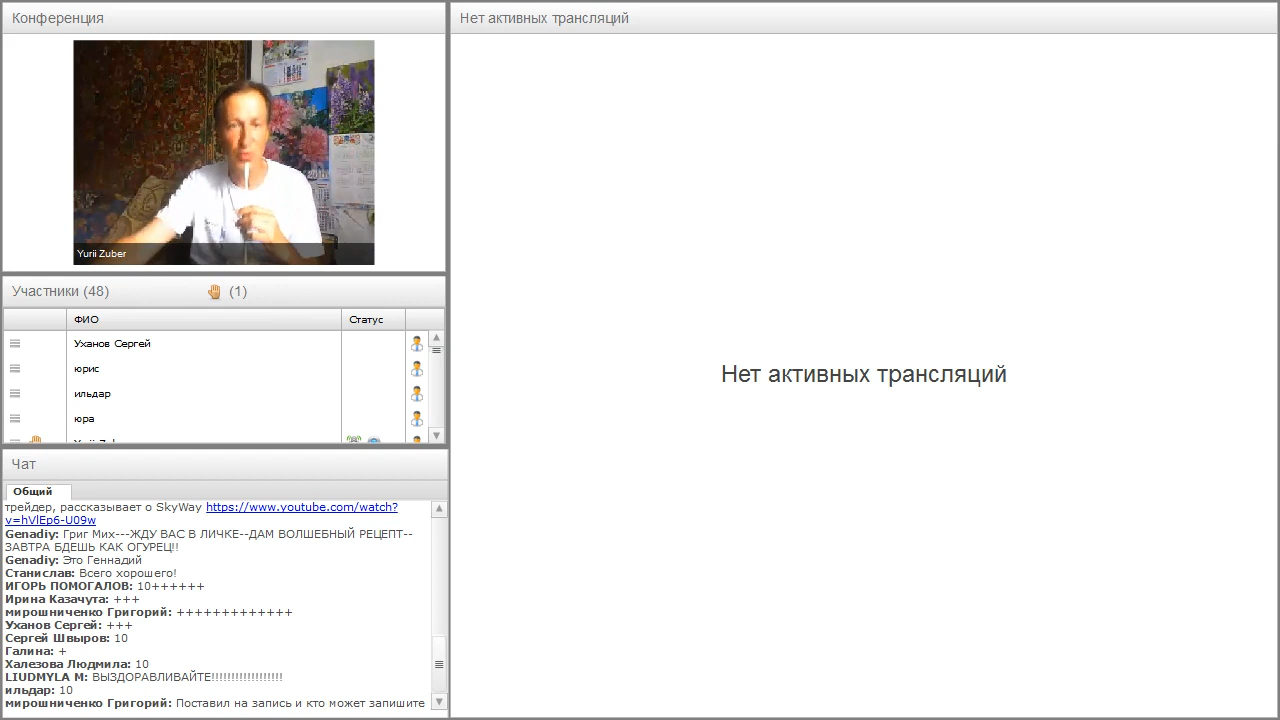 Конференция
Нет активных трансляций
Yurii Zuber
Участники (48)
(1)
ФИО
Статус
Уханов Сергей
юрис
ильдар
юра
Чат
Общий
трейдер, рассказывает о SkyWay https://www.youtube.com/watch?
v=hVlEp6-U09w
Genadiy: Григ Мих---ЖДУ ВАС В ЛИЧКЕ--ДАМ ВОЛШЕБНЫЙ РЕЦЕПТ--
ЗАВТРА БДЕШЬ КАК ОГУРЕЦ!!
Genadiy: Это Геннадий
Станислав: Всего хорошего!
ИГОРЬ ПОМОГАЛОВ: 10++++++
Ирина Казачута: +++
мирошниченко Григорий: +++++++++++++
Уханов Сергей: +++
Сергей Швыров: 10
Галина: +
Халезова Людмила: 10
LIUDMYLA M: ВЫЗДОРАВЛИВАЙТЕ!!!!!!!!!!!!!!!!!!
ильдар: 10
мирошниченко Григорий: Поставил на запись и кто может запишите
Нет активных трансляций